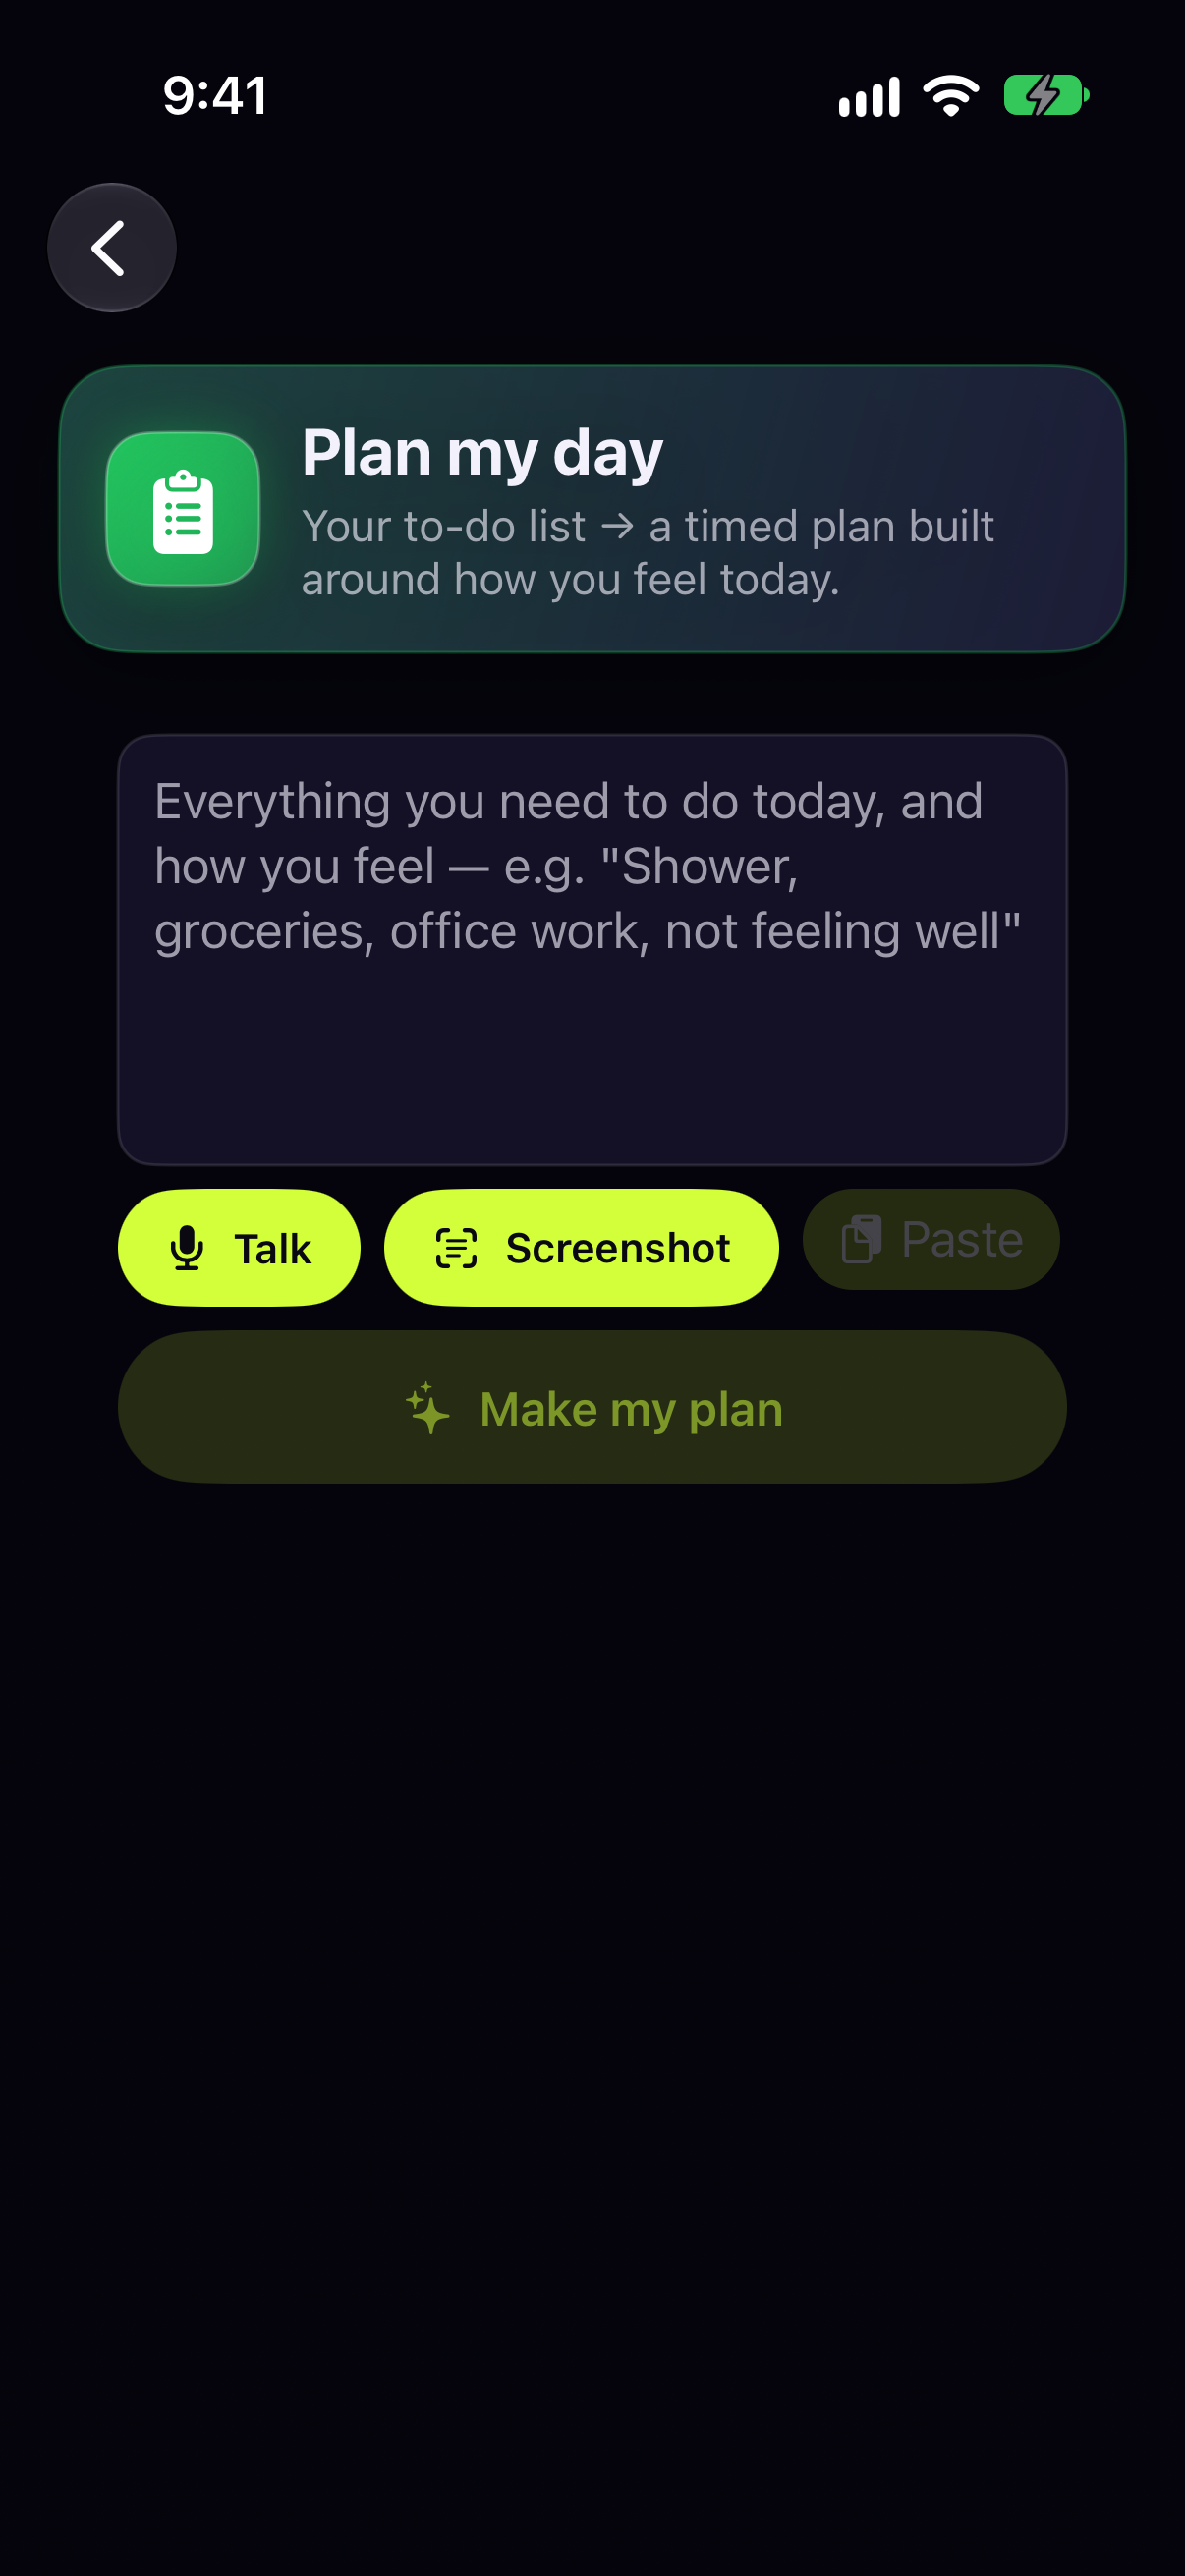 9:41
Plan my day
Your to-do list → a timed plan built
around how you feel today.
Everything you need to do today, and
how you feel — e.g. "Shower,
groceries, office work, not feeling well"
Talk
Screenshot
Paste
Make my plan